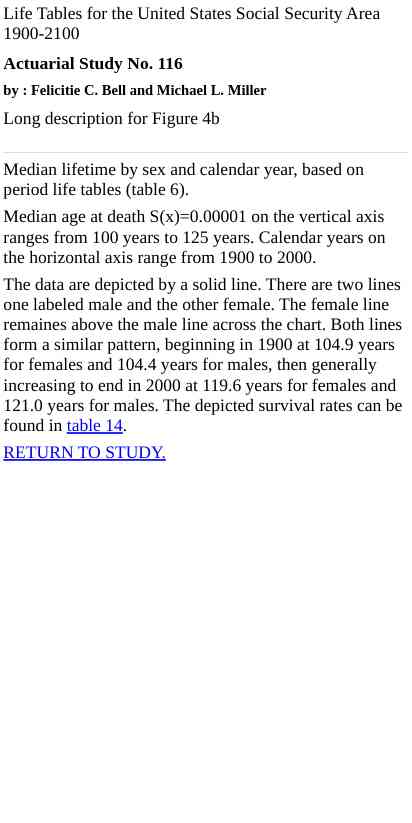 Life Tables for the United States Social Security Area
1900-2100
Actuarial Study No. 116
by : Felicitie C. Bell and Michael L. Miller
Long description for Figure 4b
Median lifetime by sex and calendar year, based on
period life tables (table 6).
Median age at death S(x)=0.00001 on the vertical axis
ranges from 100 years to 125 years. Calendar years on
the horizontal axis range from 1900 to 2000.
The data are depicted by a solid line. There are two lines
one labeled male and the other female. The female line
remaines above the male line across the chart. Both lines
form a similar pattern, beginning in 1900 at 104.9 years
for females and 104.4 years for males, then generally
increasing to end in 2000 at 119.6 years for females and
121.0 years for males. The depicted survival rates can be
found in table 14.
RETURN TO STUDY.